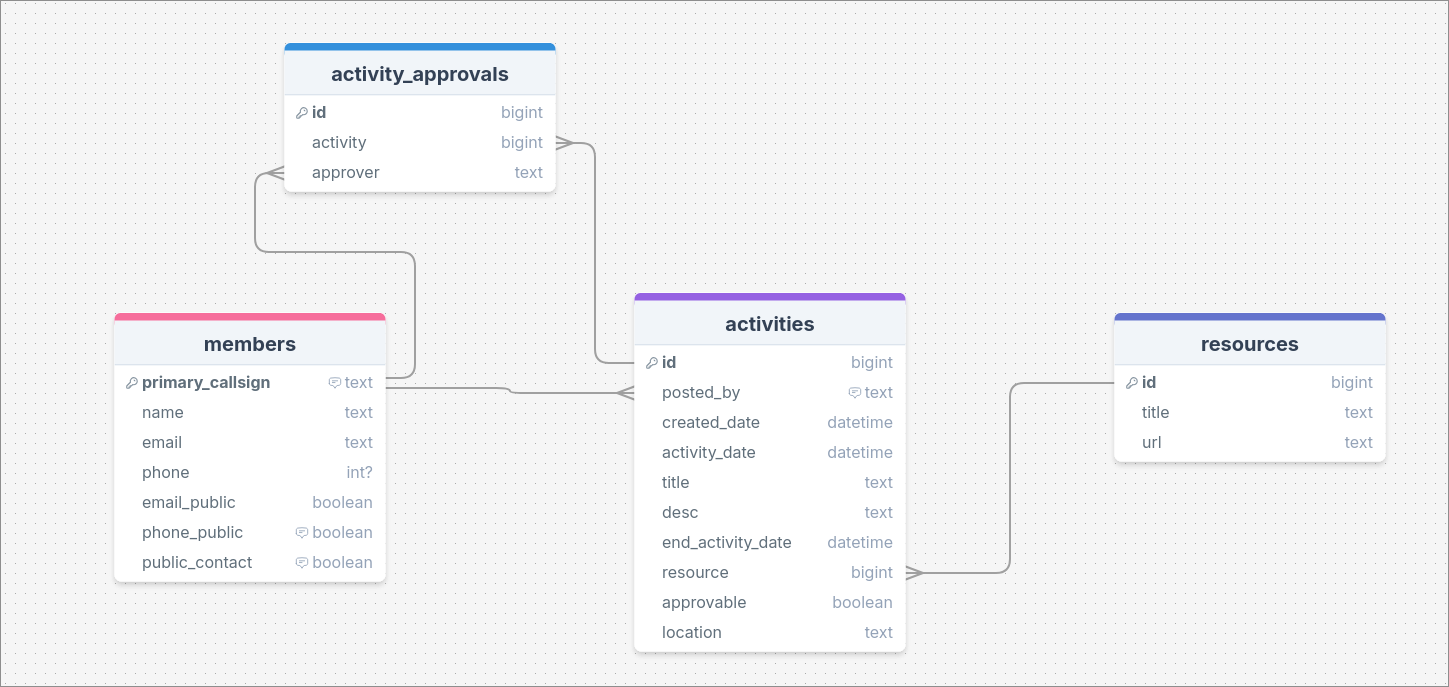 activity_approvals
id bigint
activity bigint
approver text
members
primary_callsign text
name text
email text
phone int?
email_public boolean
phone_public boolean
public_contact boolean
activities
id bigint
posted_by text
created_date datetime
activity_date datetime
title text
desc text
end_activity_date datetime
resource bigint
approvable boolean
location text
resources
id bigint
title text
url text